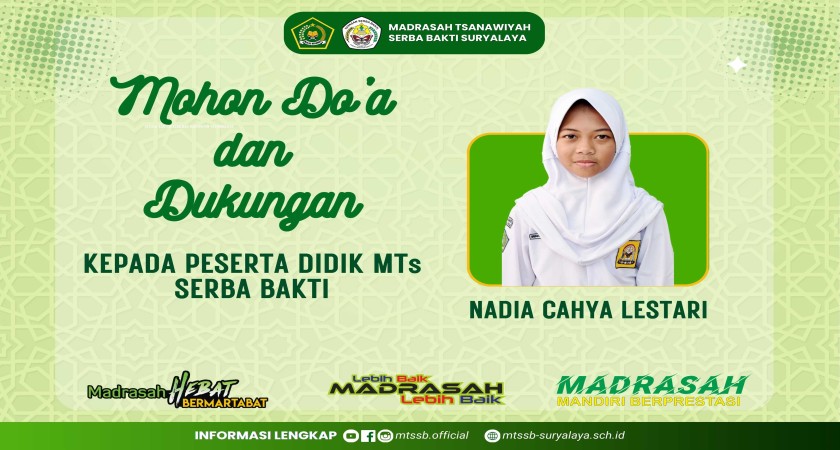 MADRASAH TSANAWIYAH
SERBA BAKTI SURYALAYA
Mohon Do'a
dan
Dukungan
KEPADA PESERTA DIDIK MTs
SERBA BAKTI
NADIA CAHYA LESTARI
Madrasah HEBAT
BERMARTABAT
Lebih Baik
MADRASAH
Lebih Baik
MADRASAH
MANDIRI BERPRESTASI
INFORMASI LENGKAP mtssb.official mtssb-suryalaya.sch.id